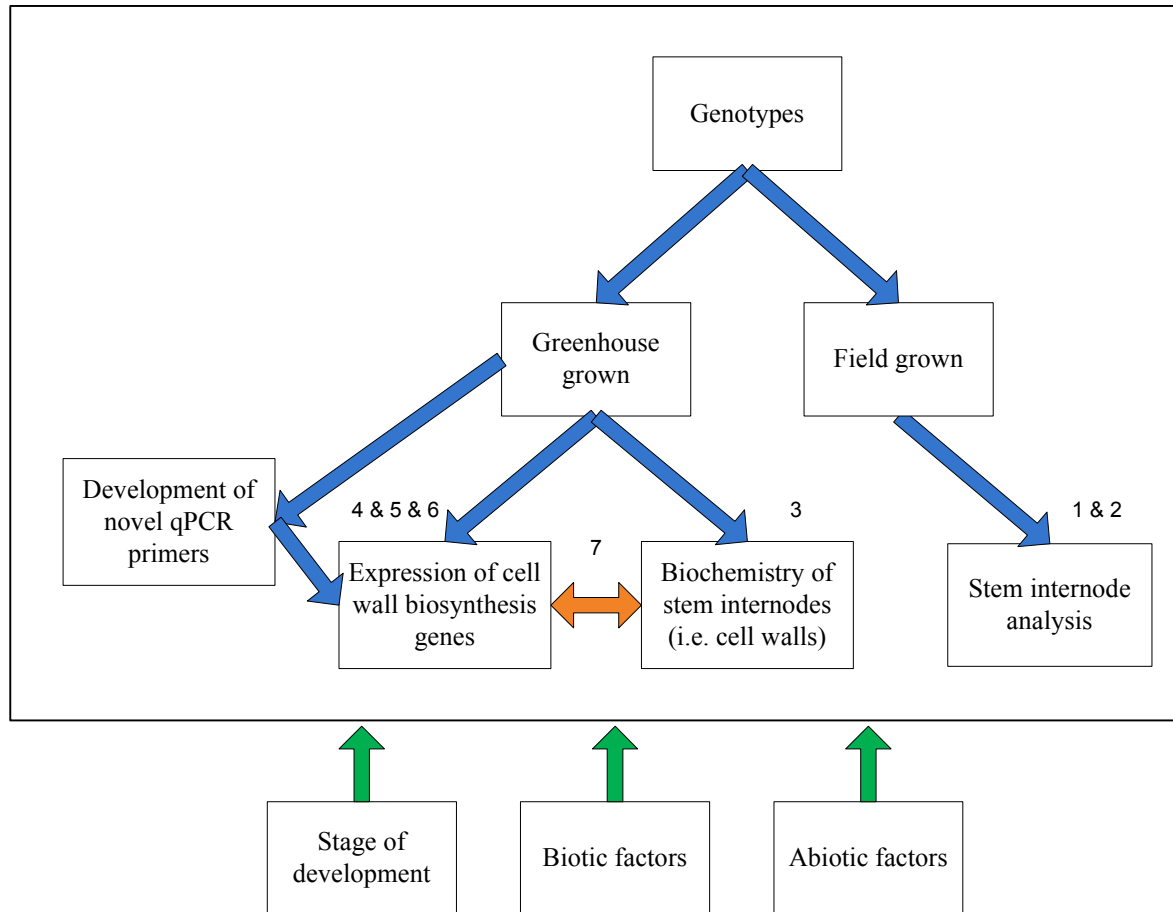 Genotypes
Greenhouse
grown
Field grown
Development of
novel qPCR
primers
4 & 5 & 6
3
1 & 2
7
Expression of cell
wall biosynthesis
genes
Biochemistry of
stem internodes
(i.e. cell walls)
Stem internode
analysis
Stage of
development
Biotic factors
Abiotic factors